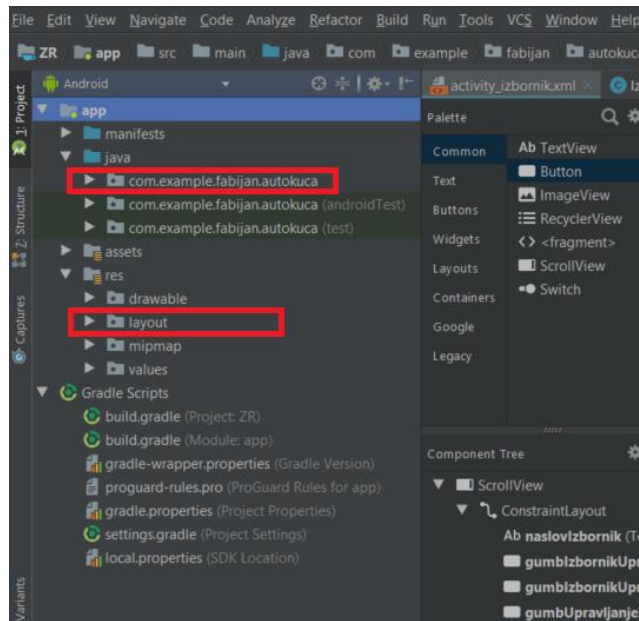 File Edit View Navigate Code Analyze Refactor Build Run Tools VCS Window Help
ZR app src main java com example fabijan autokuca
Android
activity_izbornik.xml
1: Project
Z: Structure
Captures
Variants
app
manifests
java
com.example.fabijan.autokuca
com.example.fabijan.autokuca (androidTest)
com.example.fabijan.autokuca (test)
assets
res
drawable
layout
mipmap
values
Gradle Scripts
build.gradle (Project: ZR)
build.gradle (Module: app)
gradle-wrapper.properties (Gradle Version)
proguard-rules.pro (ProGuard Rules for app)
gradle.properties (Project Properties)
settings.gradle (Project Settings)
local.properties (SDK Location)
Palette
Common
Text
Buttons
Widgets
Layouts
Containers
Google
Legacy
Ab TextView
Button
ImageView
RecyclerView
<> <fragment>
ScrollView
Switch
Component Tree
ScrollView
ConstraintLayout
Ab naslovIzbornik
gumbIzbornikUpr
gumbIzbornikUpr
gumbUpravljanje